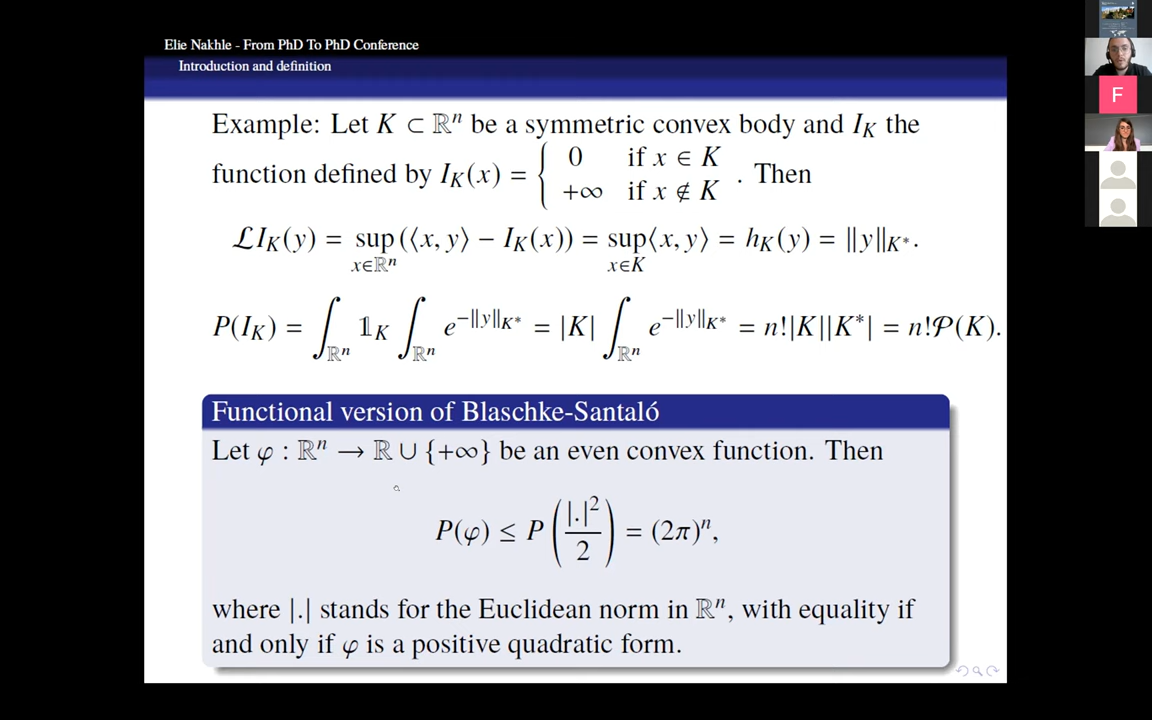 Elie Nakhle - From PhD To PhD Conference
Introduction and definition
Example: Let K ⊂ ℝⁿ be a symmetric convex body and I_K the
function defined by I_K(x) = { 0 if x ∈ K +∞ if x ∉ K . Then
ℒI_K(y) = sup_{x∈ℝⁿ} (⟨x, y⟩ − I_K(x)) = sup_{x∈K} ⟨x, y⟩ = h_K(y) = ‖y‖_{K*}.
P(I_K) = ∫_{ℝⁿ} 𝟙_K ∫_{ℝⁿ} e^{−‖y‖_{K*}} = |K| ∫_{ℝⁿ} e^{−‖y‖_{K*}} = n!|K||K*| = n!𝒫(K).
Functional version of Blaschke-Santaló
Let φ : ℝⁿ → ℝ ∪ {+∞} be an even convex function. Then
P(φ) ≤ P(|.|²/2) = (2π)ⁿ,
where |.| stands for the Euclidean norm in ℝⁿ, with equality if
and only if φ is a positive quadratic form.
F